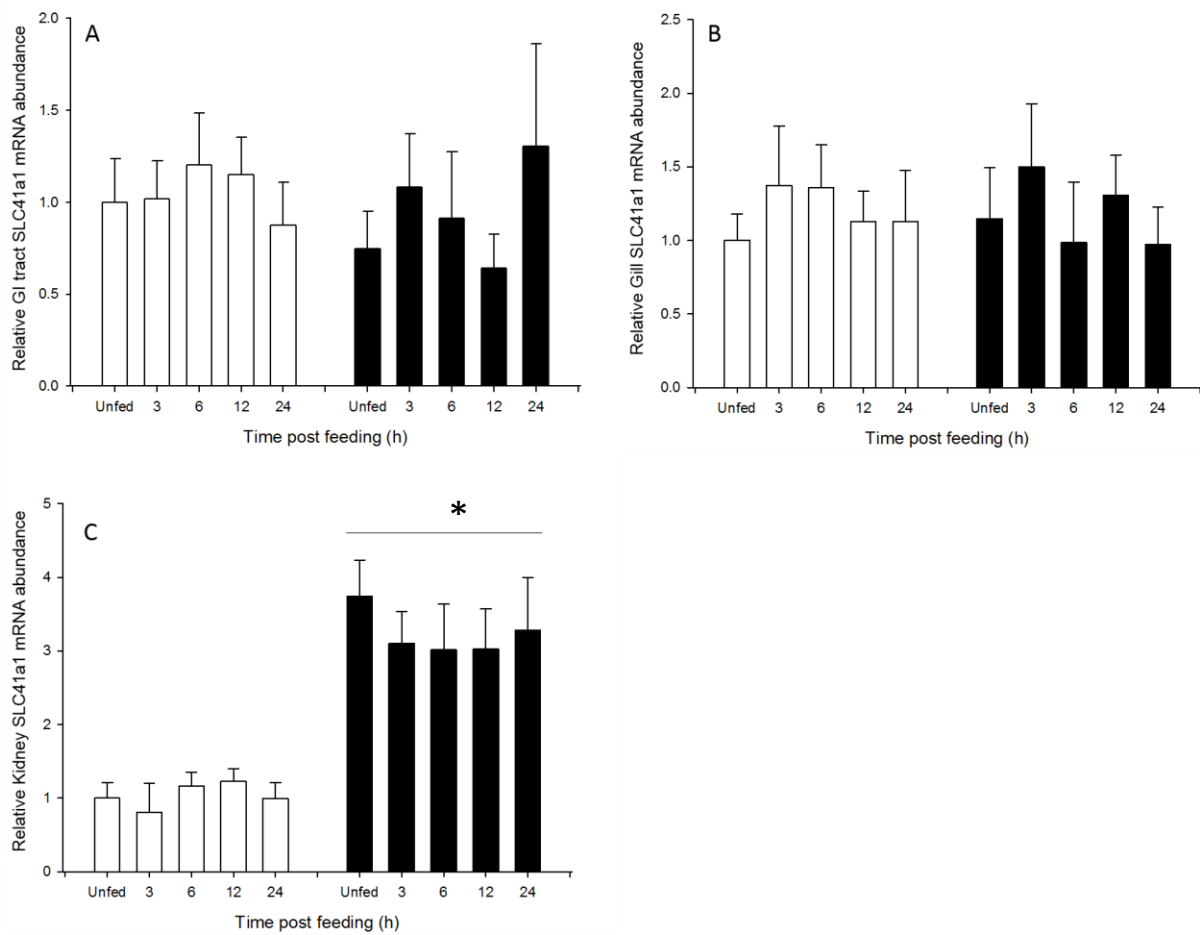 A
Relative GI tract SLC41a1 mRNA abundance
2.0
1.5
1.0
0.5
0.0
Unfed 3 6 12 24 Unfed 3 6 12 24
Time post feeding (h)
B
Relative Gill SLC41a1 mRNA abundance
2.5
2.0
1.5
1.0
0.5
0.0
Unfed 3 6 12 24 Unfed 3 6 12 24
Time post feeding (h)
C
*
Relative Kidney SLC41a1 mRNA abundance
5
4
3
2
1
0
Unfed 3 6 12 24 Unfed 3 6 12 24
Time post feeding (h)